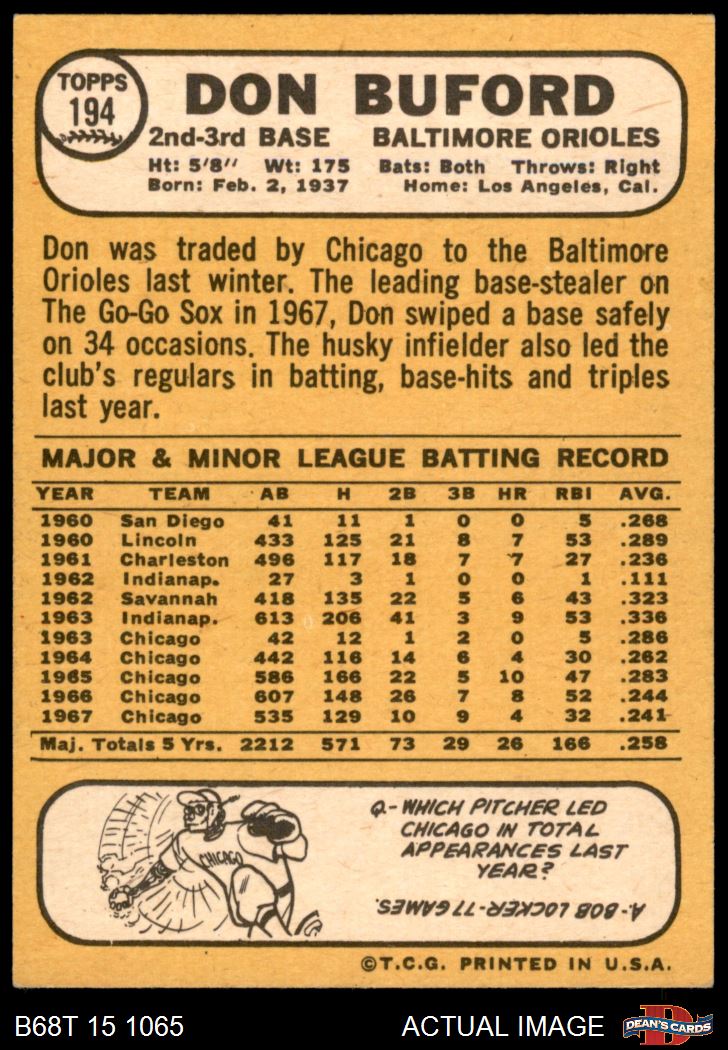 TOPPS
194
DON BUFORD
2nd-3rd BASE BALTIMORE ORIOLES
Ht: 5'8'' Wt: 175 Bats: Both Throws: Right
Born: Feb. 2, 1937 Home: Los Angeles, Cal.
Don was traded by Chicago to the Baltimore
Orioles last winter. The leading base-stealer on
The Go-Go Sox in 1967, Don swiped a base safely
on 34 occasions. The husky infielder also led the
club's regulars in batting, base-hits and triples
last year.
MAJOR & MINOR LEAGUE BATTING RECORD
YEAR TEAM AB H 2B 3B HR RBI AVG.
1960 San Diego 41 11 1 0 0 5 .268
1960 Lincoln 433 125 21 8 7 53 .289
1961 Charleston 496 117 18 7 7 27 .236
1962 Indianap. 27 3 1 0 0 1 .111
1962 Savannah 418 135 22 5 6 43 .323
1963 Indianap. 613 206 41 3 9 53 .336
1963 Chicago 42 12 1 2 0 5 .286
1964 Chicago 442 116 14 6 4 30 .262
1965 Chicago 586 166 22 5 10 47 .283
1966 Chicago 607 148 26 7 8 52 .244
1967 Chicago 535 129 10 9 4 32 .241
Maj. Totals 5 Yrs. 2212 571 73 29 26 166 .258
CHICAGO
Q.- WHICH PITCHER LED
CHICAGO IN TOTAL
APPEARANCES LAST
YEAR?
A.- BOB LOCKER-77 GAMES.
©T.C.G. PRINTED IN U.S.A.
B68T 15 1065 ACTUAL IMAGE
D
DEAN'S CARDS